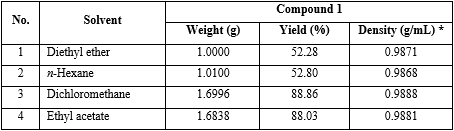 No. Solvent Compound 1
Weight (g) Yield (%) Density (g/mL) *
1 Diethyl ether 1.0000 52.28 0.9871
2 n-Hexane 1.0100 52.80 0.9868
3 Dichloromethane 1.6996 88.86 0.9888
4 Ethyl acetate 1.6838 88.03 0.9881